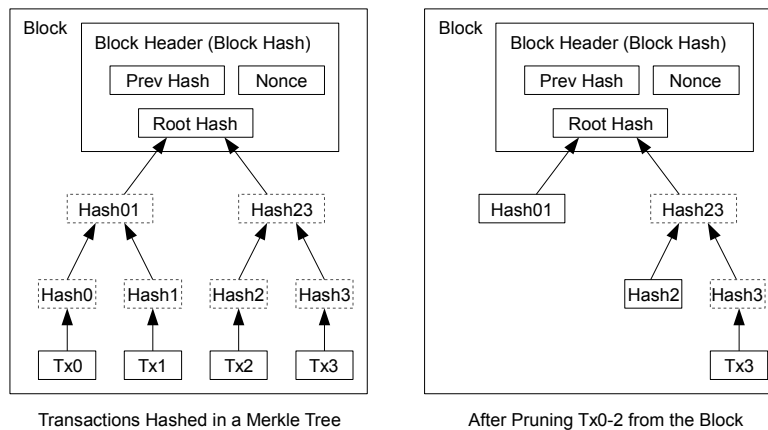 Block
Block Header (Block Hash)
Prev Hash
Nonce
Root Hash
Hash01
Hash23
Hash0
Hash1
Hash2
Hash3
Tx0
Tx1
Tx2
Tx3
Transactions Hashed in a Merkle Tree
Block
Block Header (Block Hash)
Prev Hash
Nonce
Root Hash
Hash01
Hash23
Hash2
Hash3
Tx3
After Pruning Tx0-2 from the Block